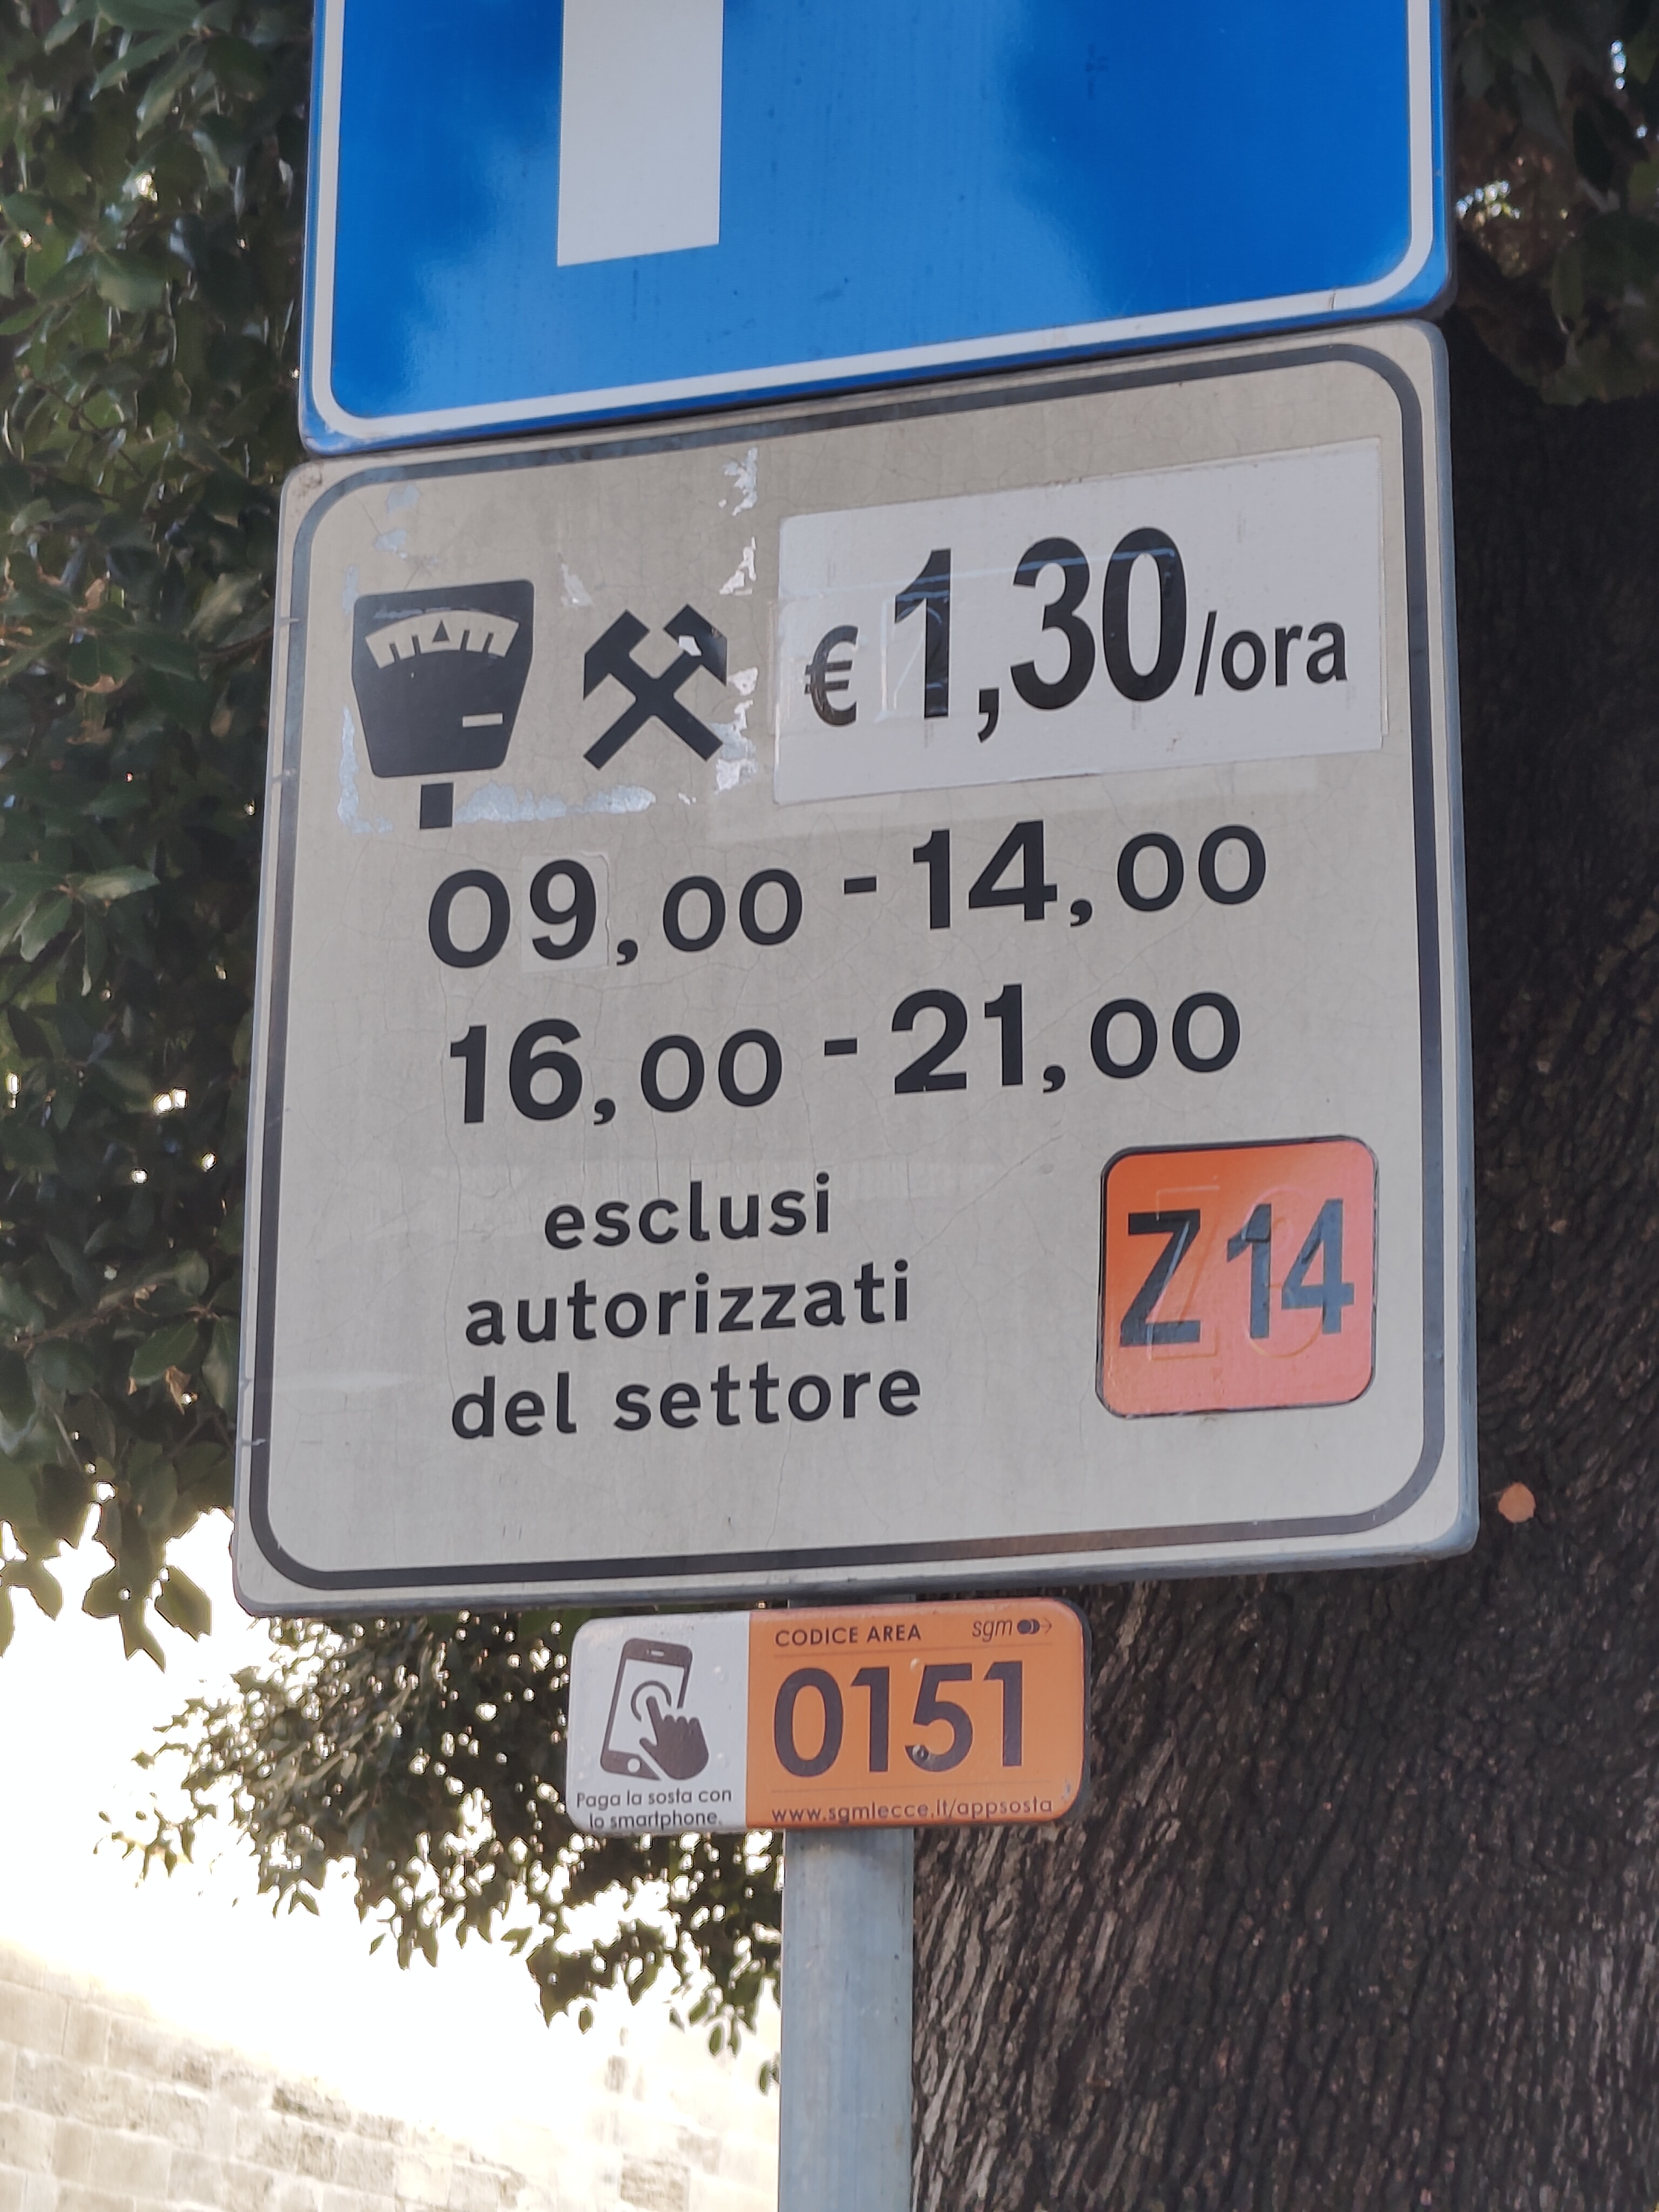 € 1,30/ora
09,00 - 14,00
16,00 - 21,00
esclusi
autorizzati
del settore
Z 14
CODICE AREA
sgm
0151
Paga la sosta con
lo smartphone.
www.sgmlecce.it/appsosta